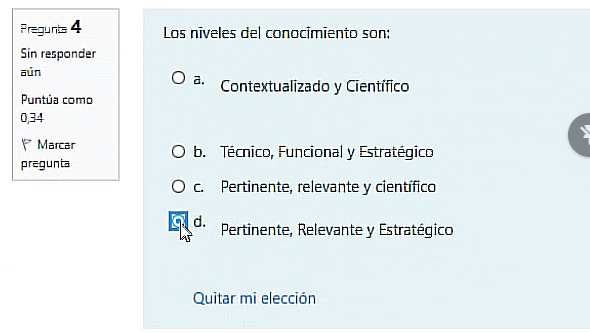 Pregunta 4
Sin responder
aún
Puntúa como
0,34
Marcar
pregunta
Los niveles del conocimiento son:
a. Contextualizado y Científico
b. Técnico, Funcional y Estratégico
c. Pertinente, relevante y científico
d. Pertinente, Relevante y Estratégico
Quitar mi elección